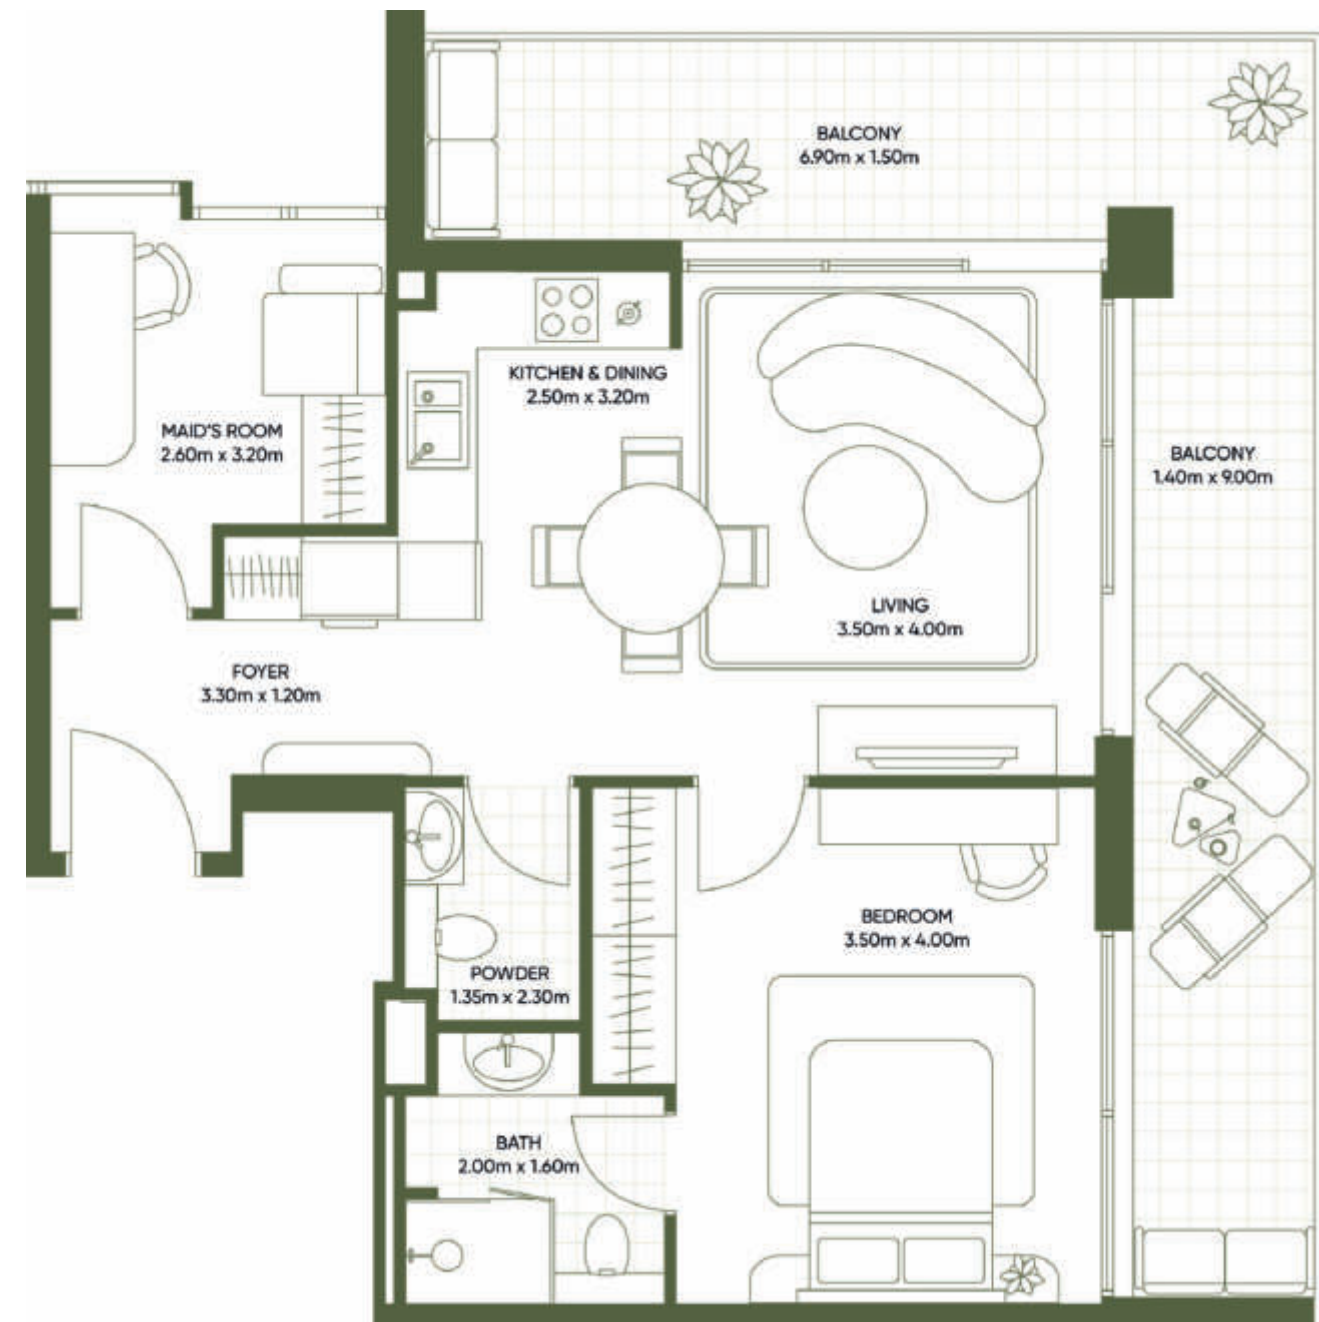 BALCONY
6.90m x 1.50m
KITCHEN & DINING
2.50m x 3.20m
MAID'S ROOM
2.60m x 3.20m
BALCONY
1.40m x 9.00m
LIVING
3.50m x 4.00m
FOYER
3.30m x 1.20m
BEDROOM
3.50m x 4.00m
POWDER
1.35m x 2.30m
BATH
2.00m x 1.60m